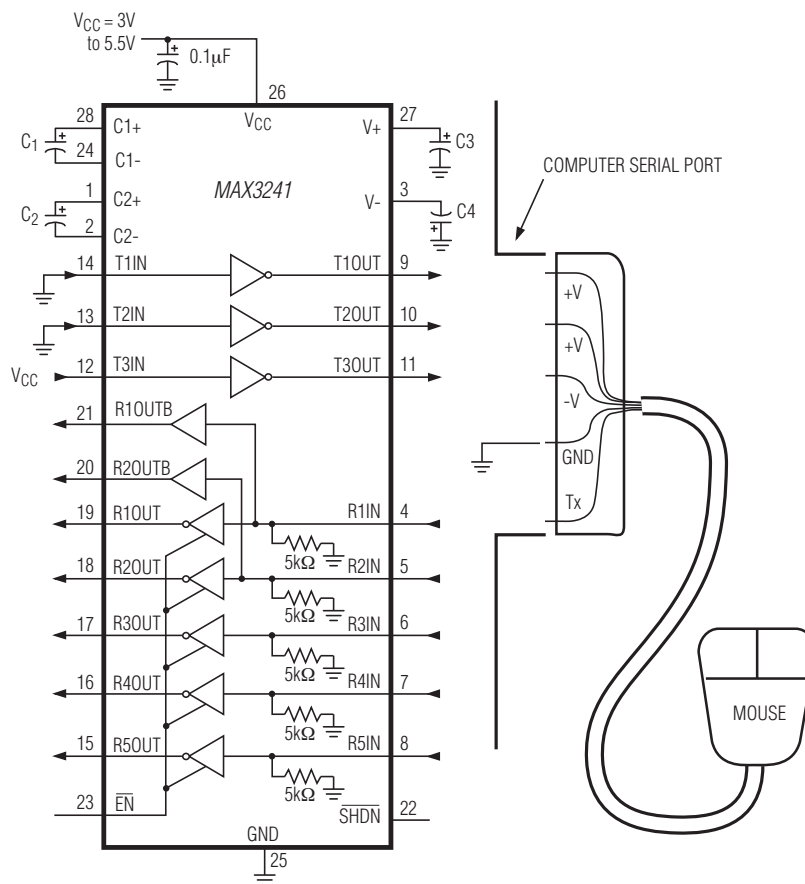 VCC = 3V
to 5.5V
0.1μF
26
VCC
28
C1+
C1
24
C1-
1
C2+
C2
2
C2-
MAX3241
27
V+
C3
3
V-
C4
COMPUTER SERIAL PORT
14 T1IN T1OUT 9
13 T2IN T2OUT 10
VCC 12 T3IN T3OUT 11
21 R1OUTB
20 R2OUTB
19 R1OUT R1IN 4
5kΩ
18 R2OUT R2IN 5
5kΩ
17 R3OUT R3IN 6
5kΩ
16 R4OUT R4IN 7
5kΩ
15 R5OUT R5IN 8
5kΩ
23 EN
SHDN 22
GND
25
+V
+V
-V
GND
Tx
MOUSE